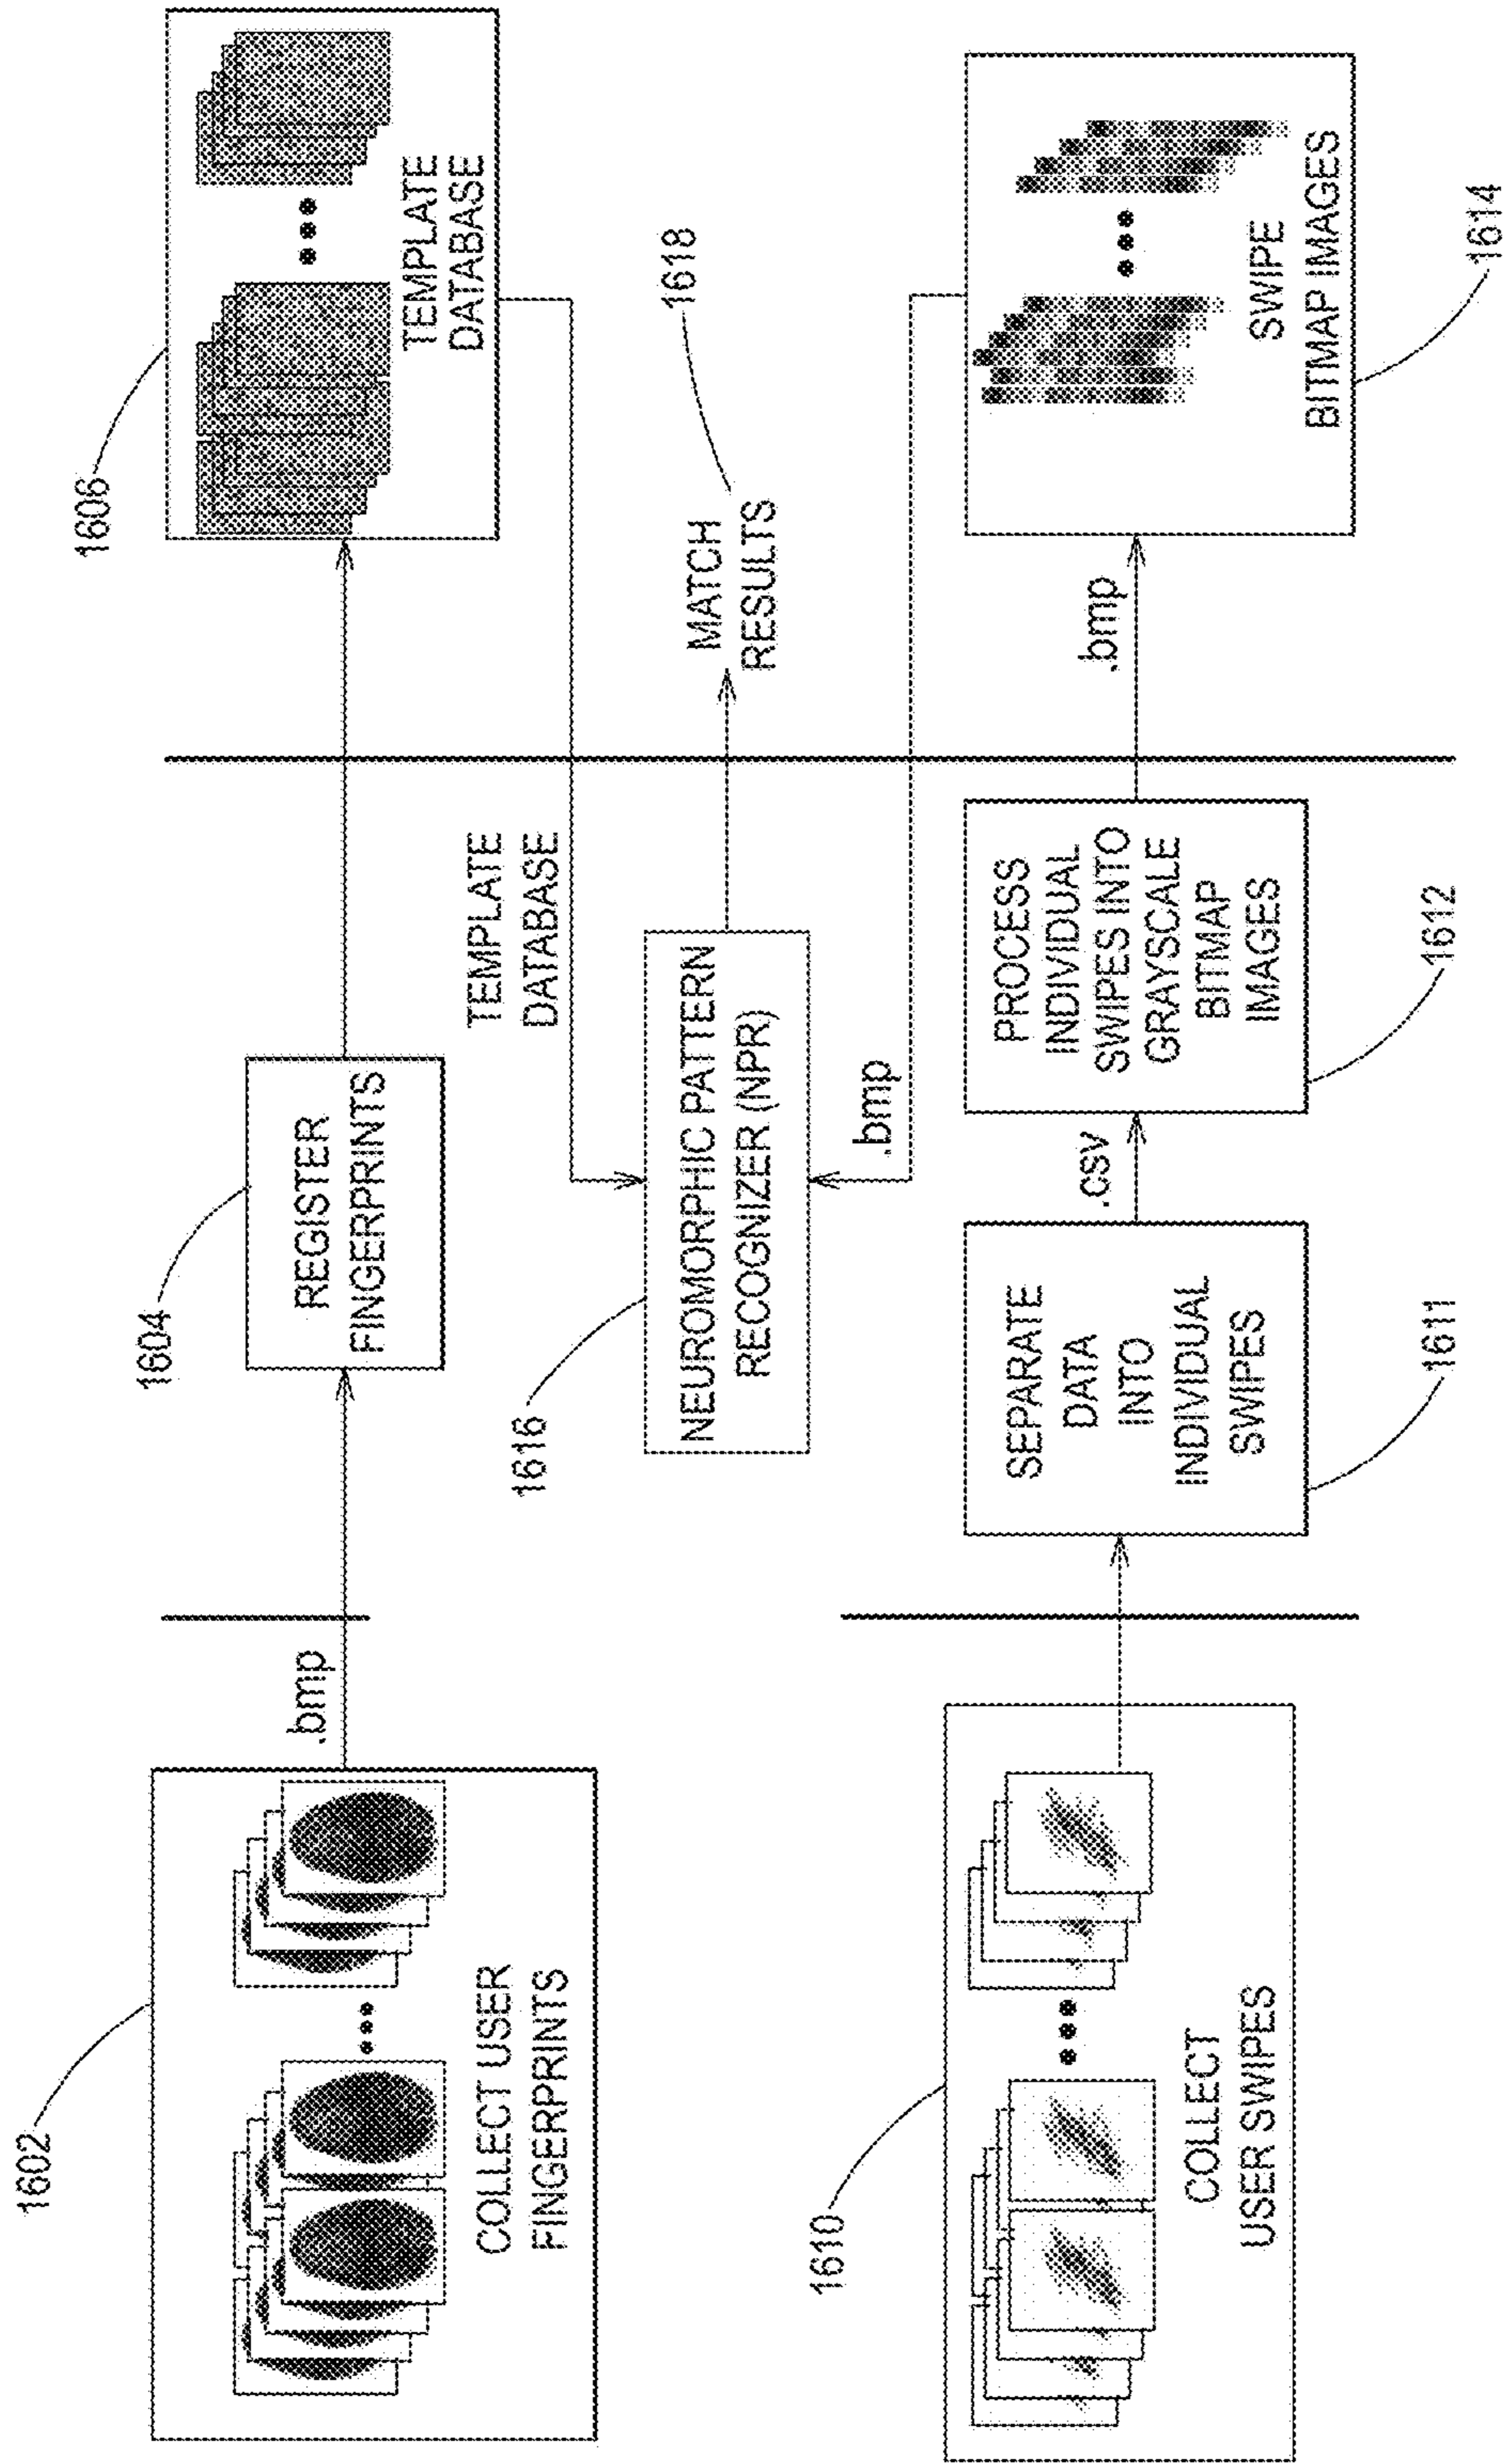 1602
COLLECT USER
FINGERPRINTS
.bmp
1604
REGISTER
FINGERPRINTS
1606
TEMPLATE
DATABASE
TEMPLATE
DATABASE
1616
NEUROMORPHIC PATTERN
RECOGNIZER (NPR)
MATCH
RESULTS
1618
.bmp
1610
COLLECT
USER SWIPES
SEPARATE
DATA
INTO
INDIVIDUAL
SWIPES
1611
.csv
PROCESS
INDIVIDUAL
SWIPES INTO
GRAYSCALE
BITMAP
IMAGES
1612
.bmp
SWIPE
BITMAP IMAGES
1614